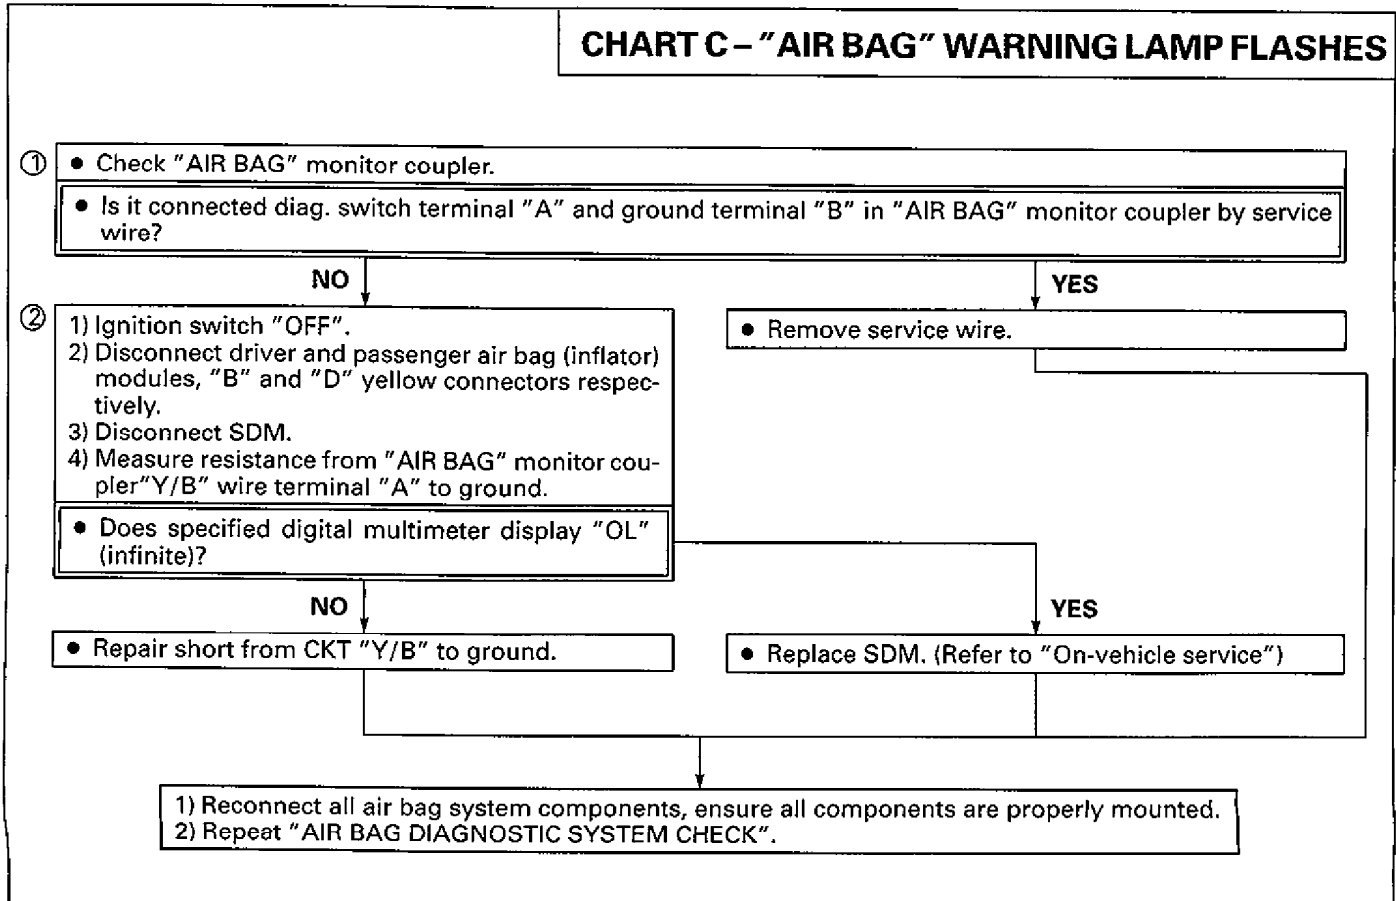 CHART C – "AIR BAG" WARNING LAMP FLASHES
① ● Check "AIR BAG" monitor coupler.
● Is it connected diag. switch terminal "A" and ground terminal "B" in "AIR BAG" monitor coupler by service
wire?
NO
YES
② 1) Ignition switch "OFF".
2) Disconnect driver and passenger air bag (inflator)
modules, "B" and "D" yellow connectors respec-
tively.
3) Disconnect SDM.
4) Measure resistance from "AIR BAG" monitor cou-
pler"Y/B" wire terminal "A" to ground.
● Does specified digital multimeter display "OL"
(infinite)?
● Remove service wire.
NO
YES
● Repair short from CKT "Y/B" to ground.
● Replace SDM. (Refer to "On-vehicle service")
1) Reconnect all air bag system components, ensure all components are properly mounted.
2) Repeat "AIR BAG DIAGNOSTIC SYSTEM CHECK".